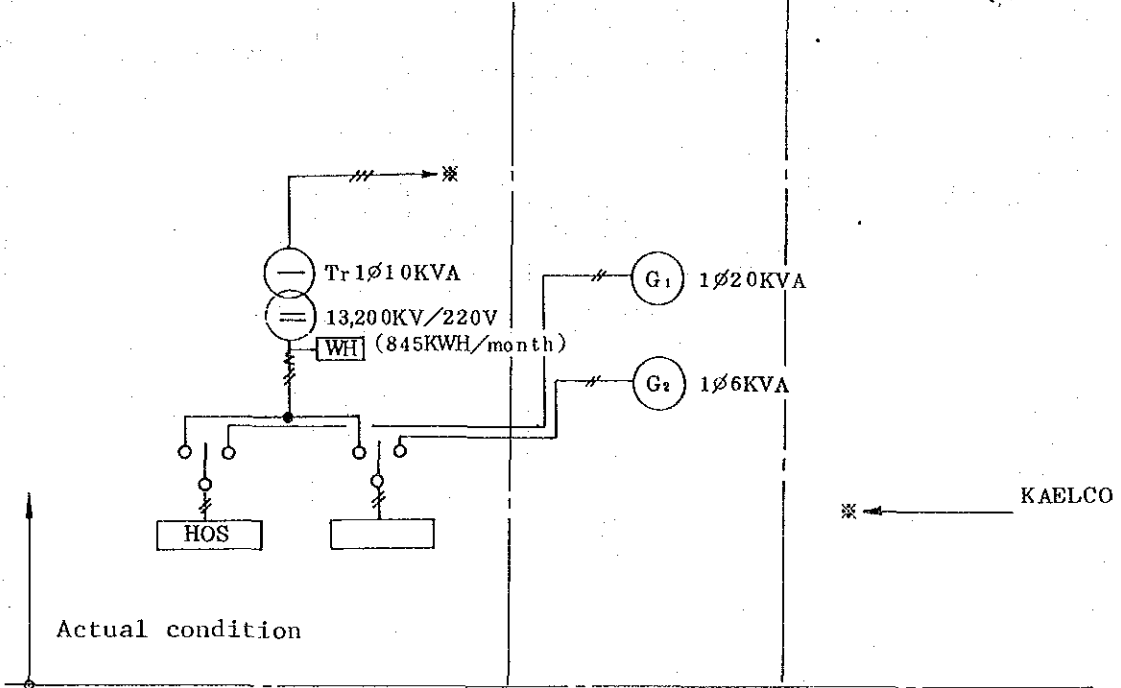 ※
Tr 1ø10KVA
13,200KV/220V
WH (845KWH/month)
G₁ 1ø20KVA
G₂ 1ø6KVA
HOS
※ KAELCO
Actual condition